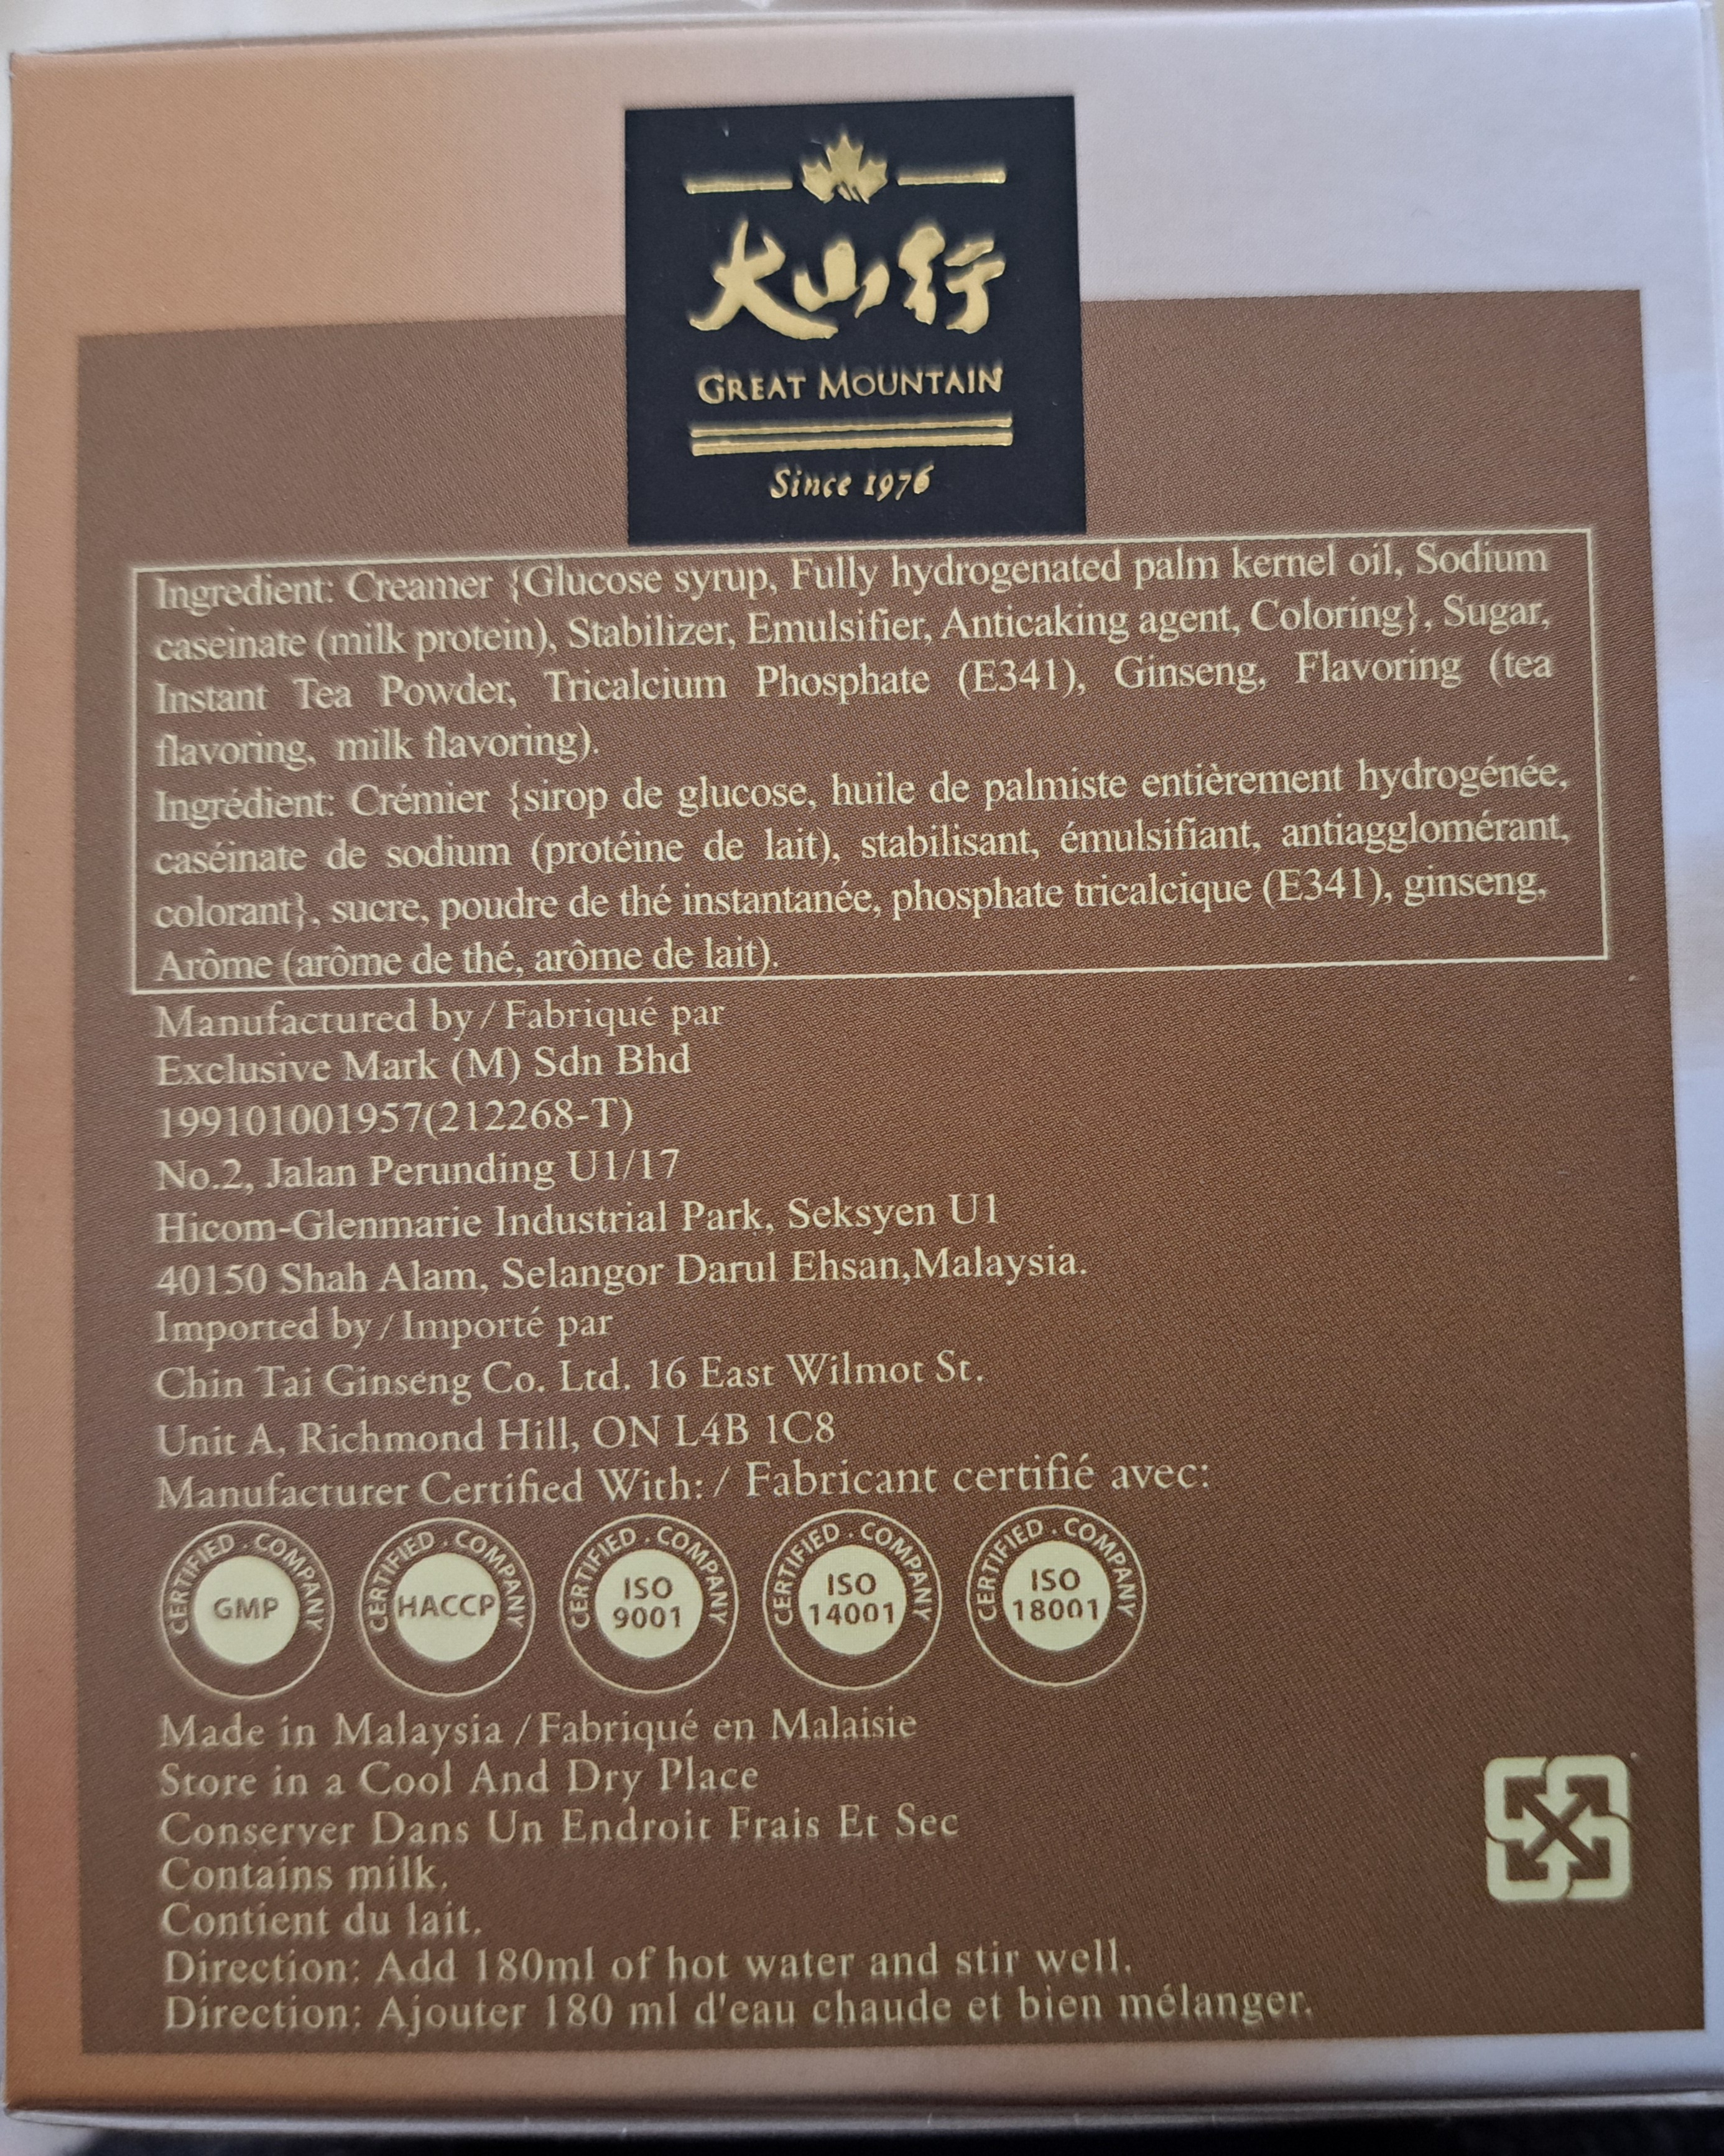 大山行
GREAT MOUNTAIN
Since 1976
Ingredient: Creamer {Glucose syrup, Fully hydrogenated palm kernel oil, Sodium
caseinate (milk protein), Stabilizer, Emulsifier, Anticaking agent, Coloring}, Sugar,
Instant Tea Powder, Tricalcium Phosphate (E341), Ginseng, Flavoring (tea
flavoring, milk flavoring).
Ingrédient: Crémier {sirop de glucose, huile de palmiste entièrement hydrogénée,
caséinate de sodium (protéine de lait), stabilisant, émulsifiant, antiagglomérant,
colorant}, sucre, poudre de thé instantanée, phosphate tricalcique (E341), ginseng,
Arôme (arôme de thé, arôme de lait).
Manufactured by / Fabriqué par
Exclusive Mark (M) Sdn Bhd
199101001957(212268-T)
No.2, Jalan Perunding U1/17
Hicom-Glenmarie Industrial Park, Seksyen U1
40150 Shah Alam, Selangor Darul Ehsan,Malaysia.
Imported by / Importé par
Chin Tai Ginseng Co. Ltd. 16 East Wilmot St.
Unit A, Richmond Hill, ON L4B 1C8
Manufacturer Certified With: / Fabricant certifié avec:
CERTIFIED . COMPANY GMP
CERTIFIED . COMPANY HACCP
CERTIFIED . COMPANY ISO 9001
CERTIFIED . COMPANY ISO 14001
CERTIFIED . COMPANY ISO 18001
Made in Malaysia / Fabriqué en Malaisie
Store in a Cool And Dry Place
Conserver Dans Un Endroit Frais Et Sec
Contains milk.
Contient du lait.
Direction: Add 180ml of hot water and stir well.
Direction: Ajouter 180 ml d'eau chaude et bien mélanger.